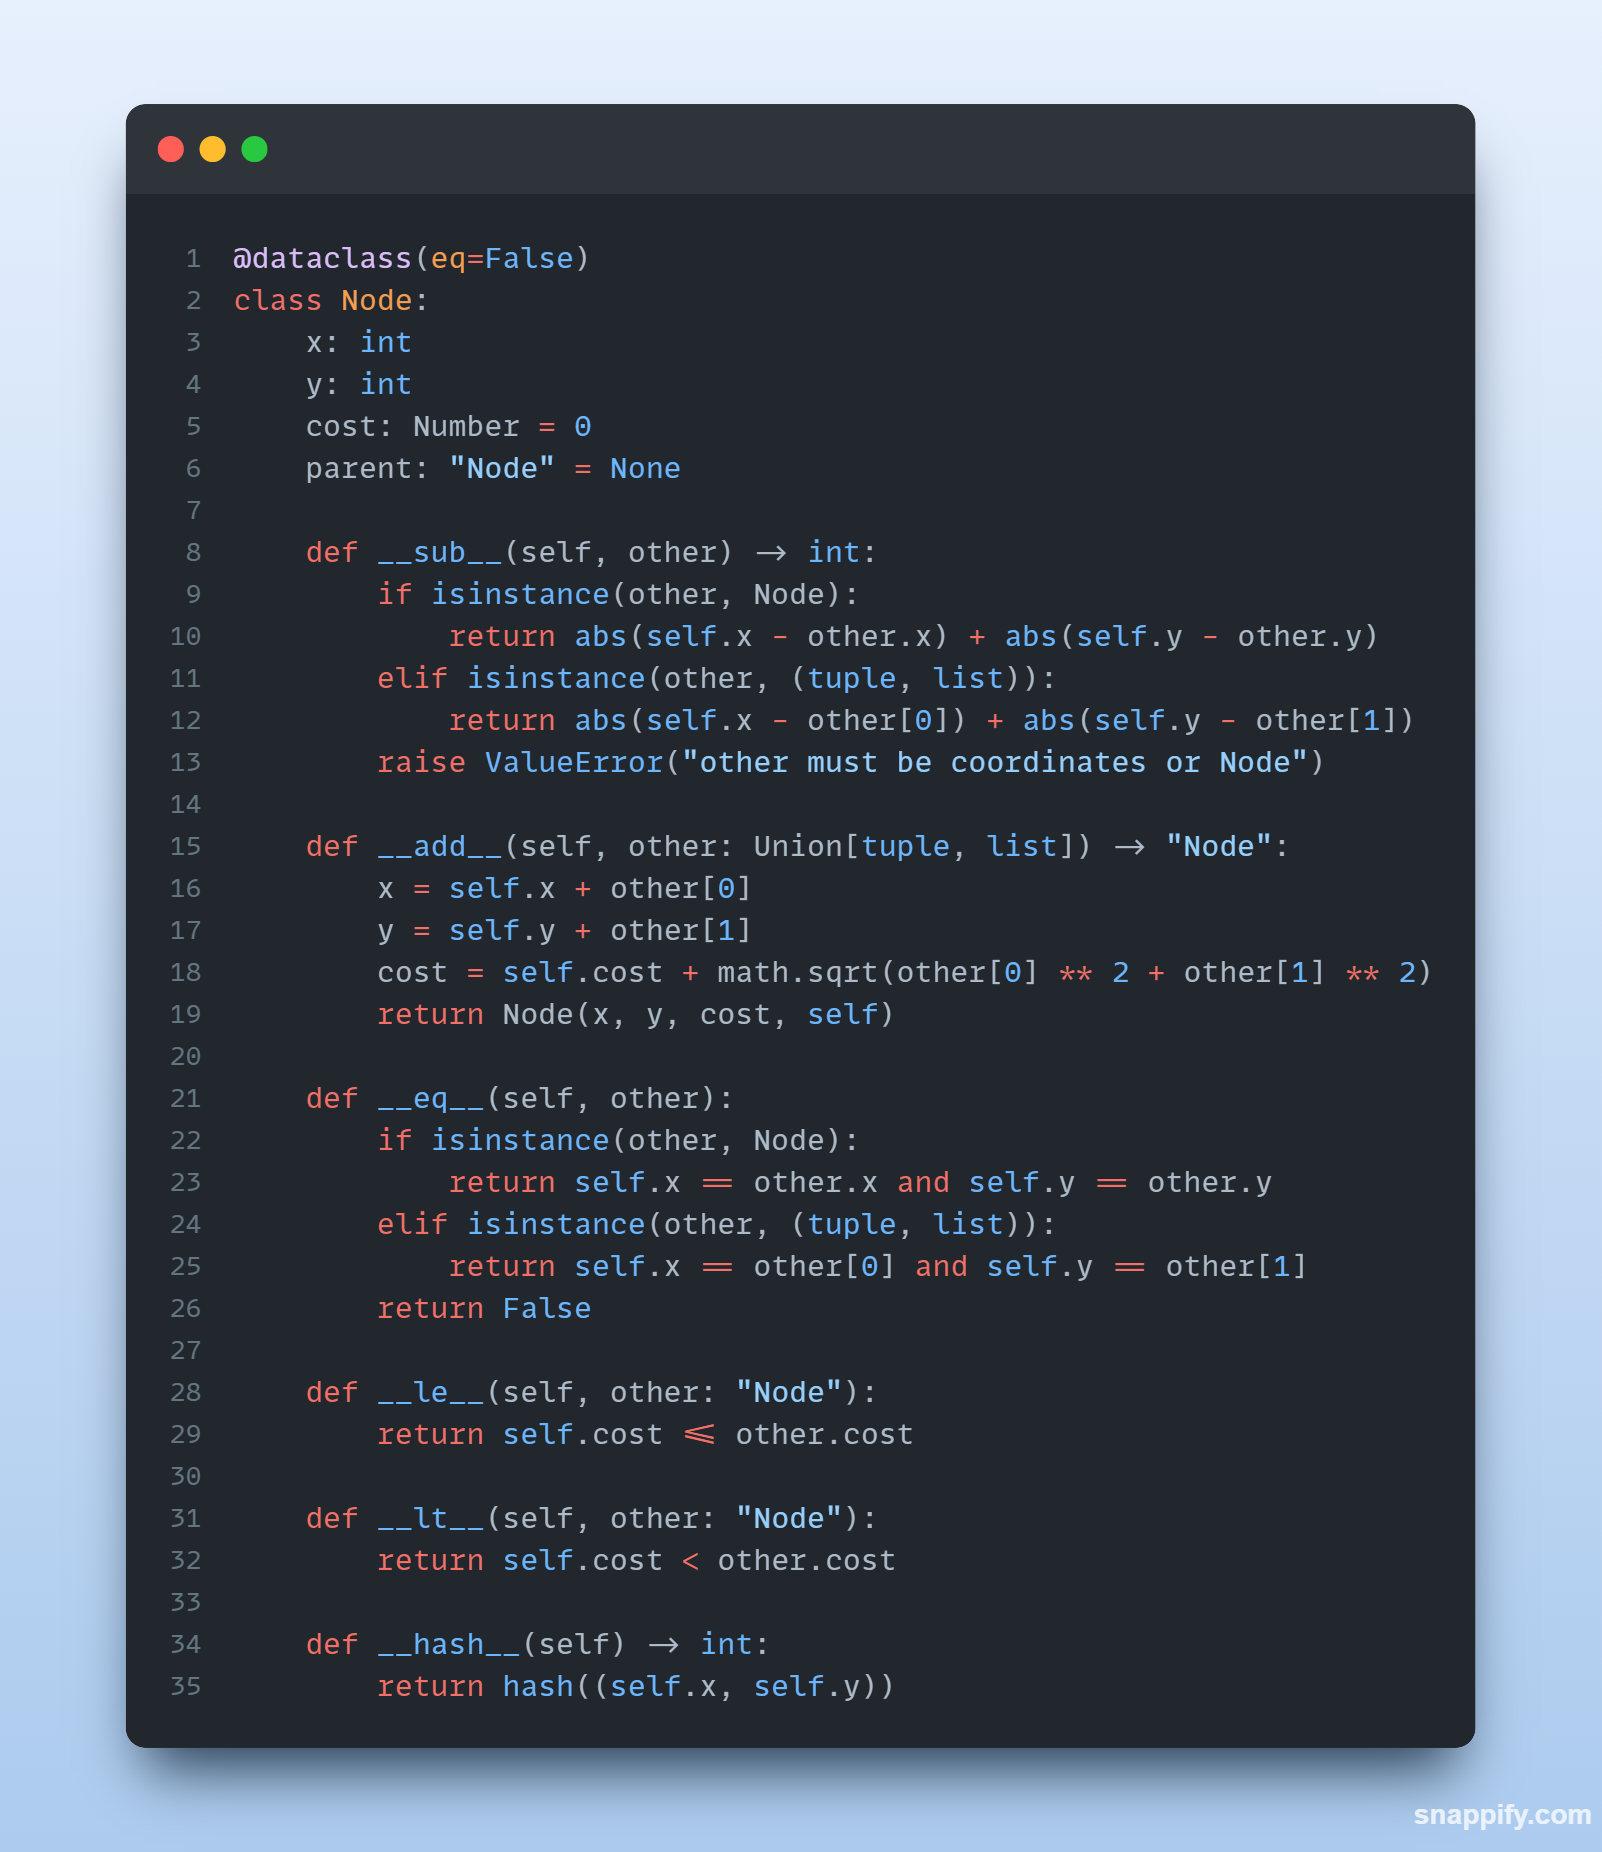 1 @dataclass(eq=False)
2 class Node:
3     x: int
4     y: int
5     cost: Number = 0
6     parent: "Node" = None
7
8     def __sub__(self, other) -> int:
9         if isinstance(other, Node):
10             return abs(self.x - other.x) + abs(self.y - other.y)
11         elif isinstance(other, (tuple, list)):
12             return abs(self.x - other[0]) + abs(self.y - other[1])
13         raise ValueError("other must be coordinates or Node")
14
15     def __add__(self, other: Union[tuple, list]) -> "Node":
16         x = self.x + other[0]
17         y = self.y + other[1]
18         cost = self.cost + math.sqrt(other[0] ** 2 + other[1] ** 2)
19         return Node(x, y, cost, self)
20
21     def __eq__(self, other):
22         if isinstance(other, Node):
23             return self.x == other.x and self.y == other.y
24         elif isinstance(other, (tuple, list)):
25             return self.x == other[0] and self.y == other[1]
26         return False
27
28     def __le__(self, other: "Node"):
29         return self.cost <= other.cost
30
31     def __lt__(self, other: "Node"):
32         return self.cost < other.cost
33
34     def __hash__(self) -> int:
35         return hash((self.x, self.y))
snappify.com